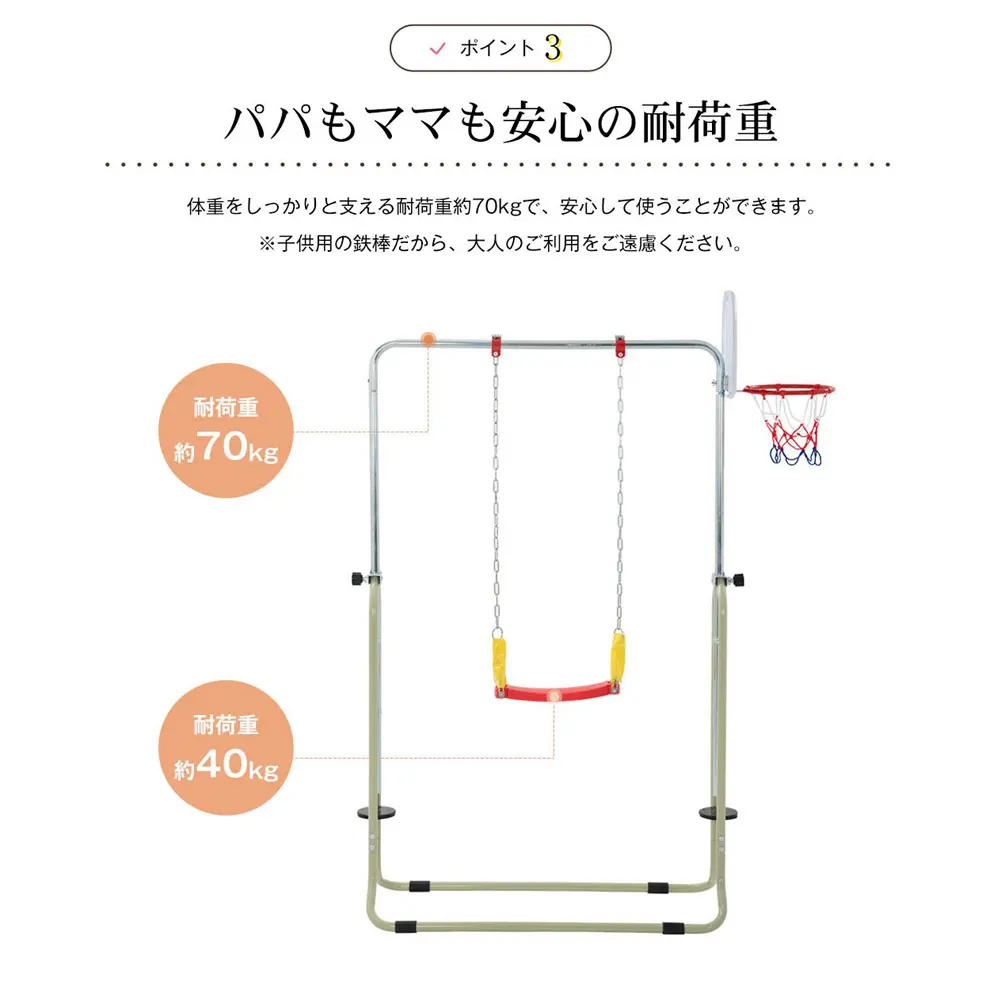 ポイント 3
パパもママも安心の耐荷重
体重をしっかりと支える耐荷重約70kgで、安心して使うことができます。
※子供用の鉄棒だから、大人のご利用をご遠慮ください。
耐荷重
約70kg
耐荷重
約40kg